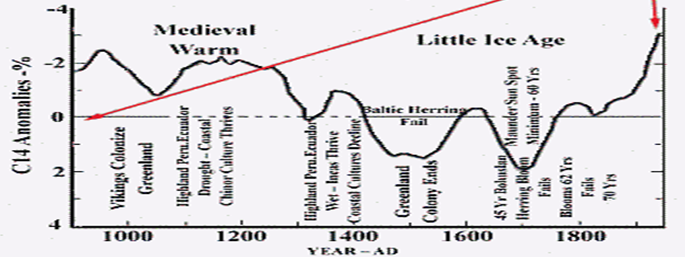 -4
Medieval
Warm
Little Ice Age
-2
C14 Anomalies -%
0
Baltic Herring
Fail
2
4
Vikings Colonize
Greenland
Highland Peru.Ecuador
Drought – Coastal
Chinor Culture Thrives
Highland Peru.Ecuador
Wet – Incas Thrive
Coastal Cultures Decline
Greenland
Colony Ends
45 Yr Bohuslan
Herring Bloom
Maunder Sun Spot
Minimum - 60 Yrs
Fails
Blooms 62 Yrs
Fails
70 Yrs
1000
1200
1400
1600
1800
YEAR – AD